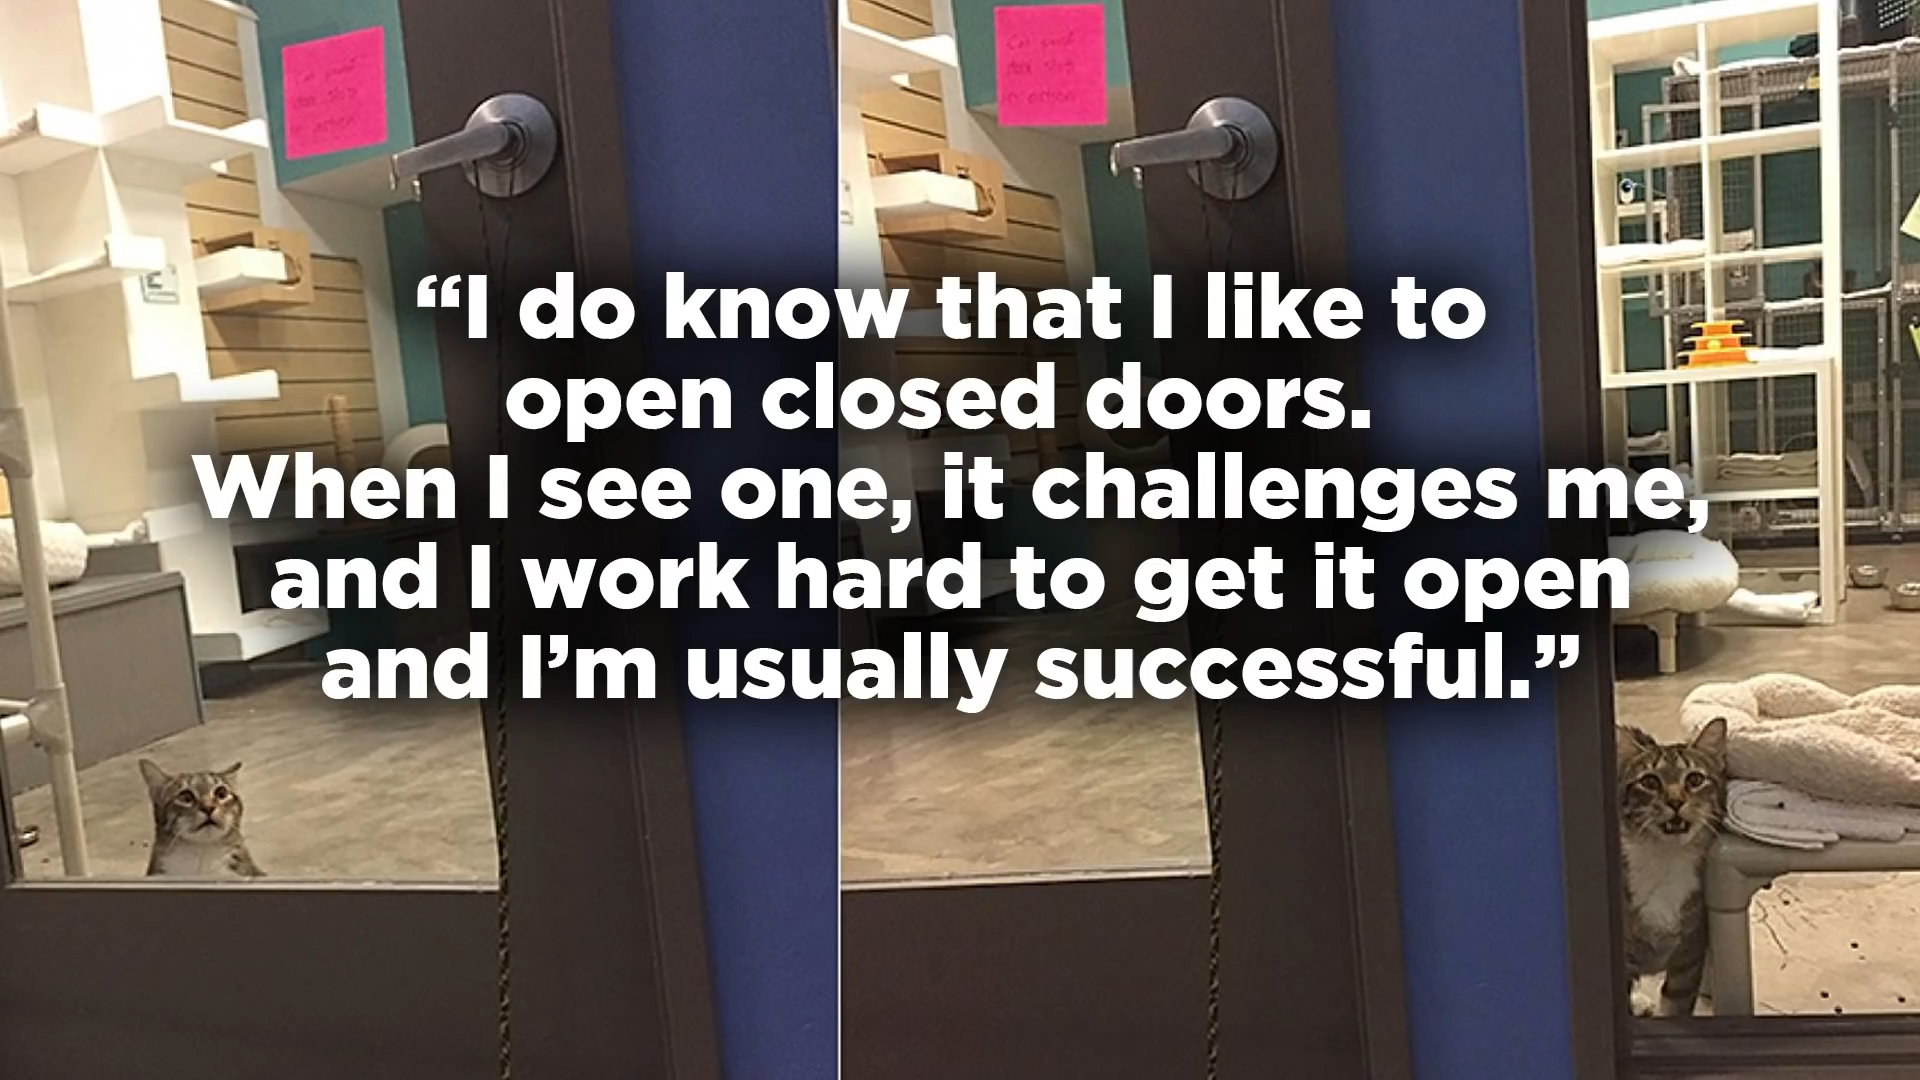 “I do know that I like to
open closed doors.
When I see one, it challenges me,
and I work hard to get it open
and I’m usually successful.”